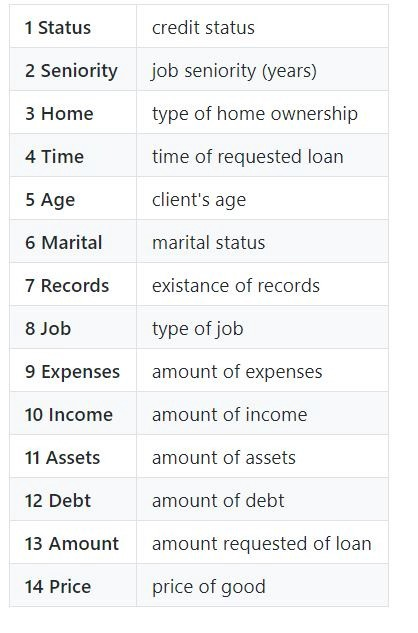 1 Status credit status
2 Seniority job seniority (years)
3 Home type of home ownership
4 Time time of requested loan
5 Age client's age
6 Marital marital status
7 Records existance of records
8 Job type of job
9 Expenses amount of expenses
10 Income amount of income
11 Assets amount of assets
12 Debt amount of debt
13 Amount amount requested of loan
14 Price price of good